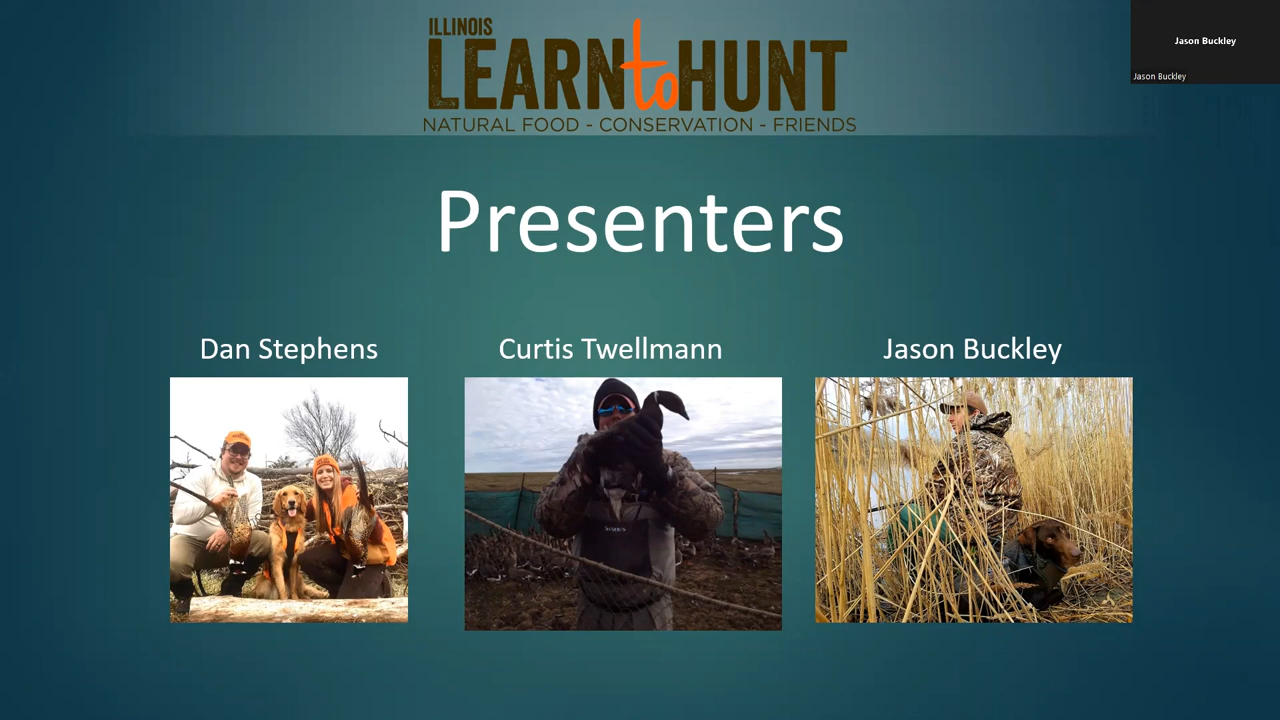 ILLINOIS
LEARN to HUNT
NATURAL FOOD - CONSERVATION - FRIENDS
Jason Buckley
Jason Buckley
Presenters
Dan Stephens
Curtis Twellmann
Jason Buckley